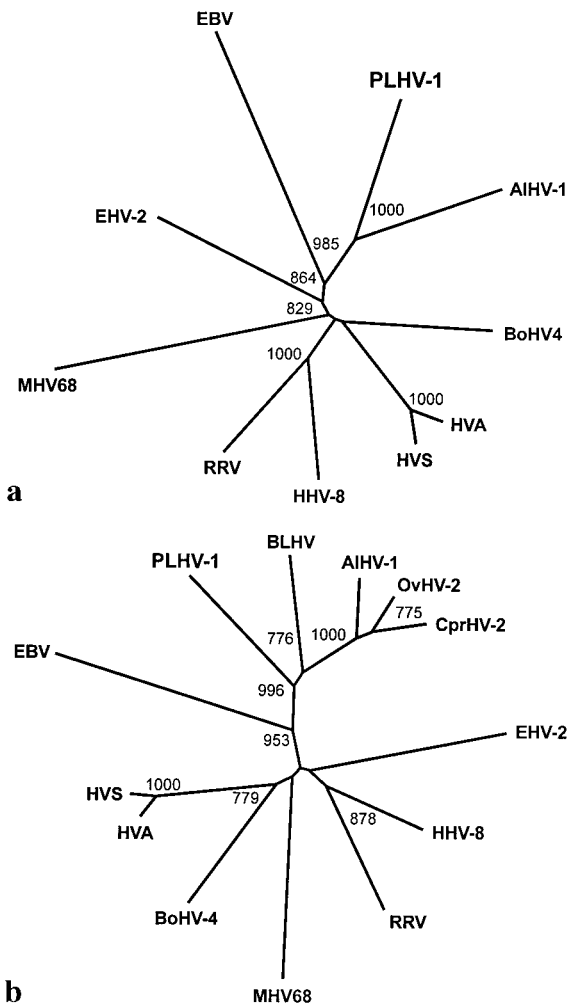 EBV
PLHV-1
AlHV-1
1000
EHV-2
985
864
829
BoHV4
MHV68
1000
1000
HVA
HVS
RRV
HHV-8
a
BLHV
PLHV-1
AlHV-1
OvHV-2
775
CprHV-2
776
1000
EBV
996
953
EHV-2
HVS
1000
779
HVA
878
HHV-8
BoHV-4
RRV
MHV68
b